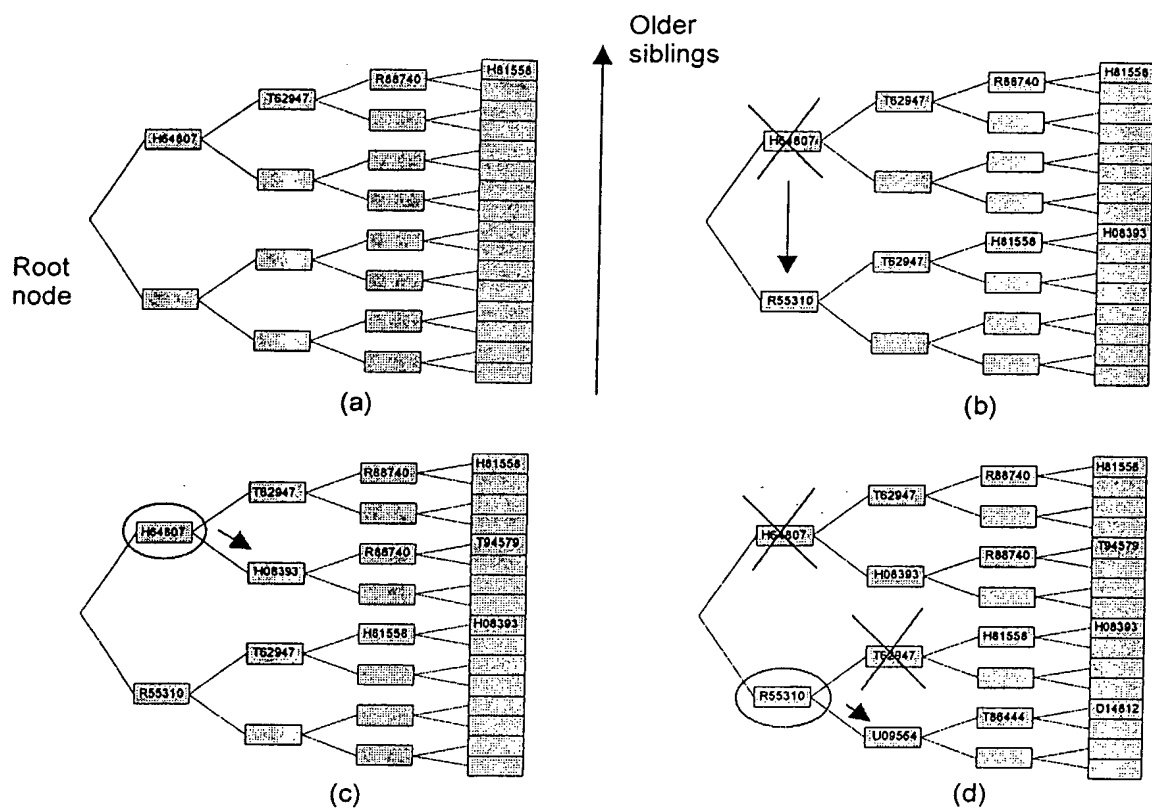 Older
siblings
Root
node
H64807
T62947
R88740
H81558
(a)
H64807
R55310
T62947
T62947
R88740
H81558
H81558
H08393
(b)
H64807
R55310
T62947
H08393
T62947
R88740
R88740
H81558
H81558
T94579
H08393
(c)
H64807
R55310
T62947
H08393
T62947
U09564
R88740
R88740
H81558
T86444
H81558
T94579
H08393
D14812
(d)